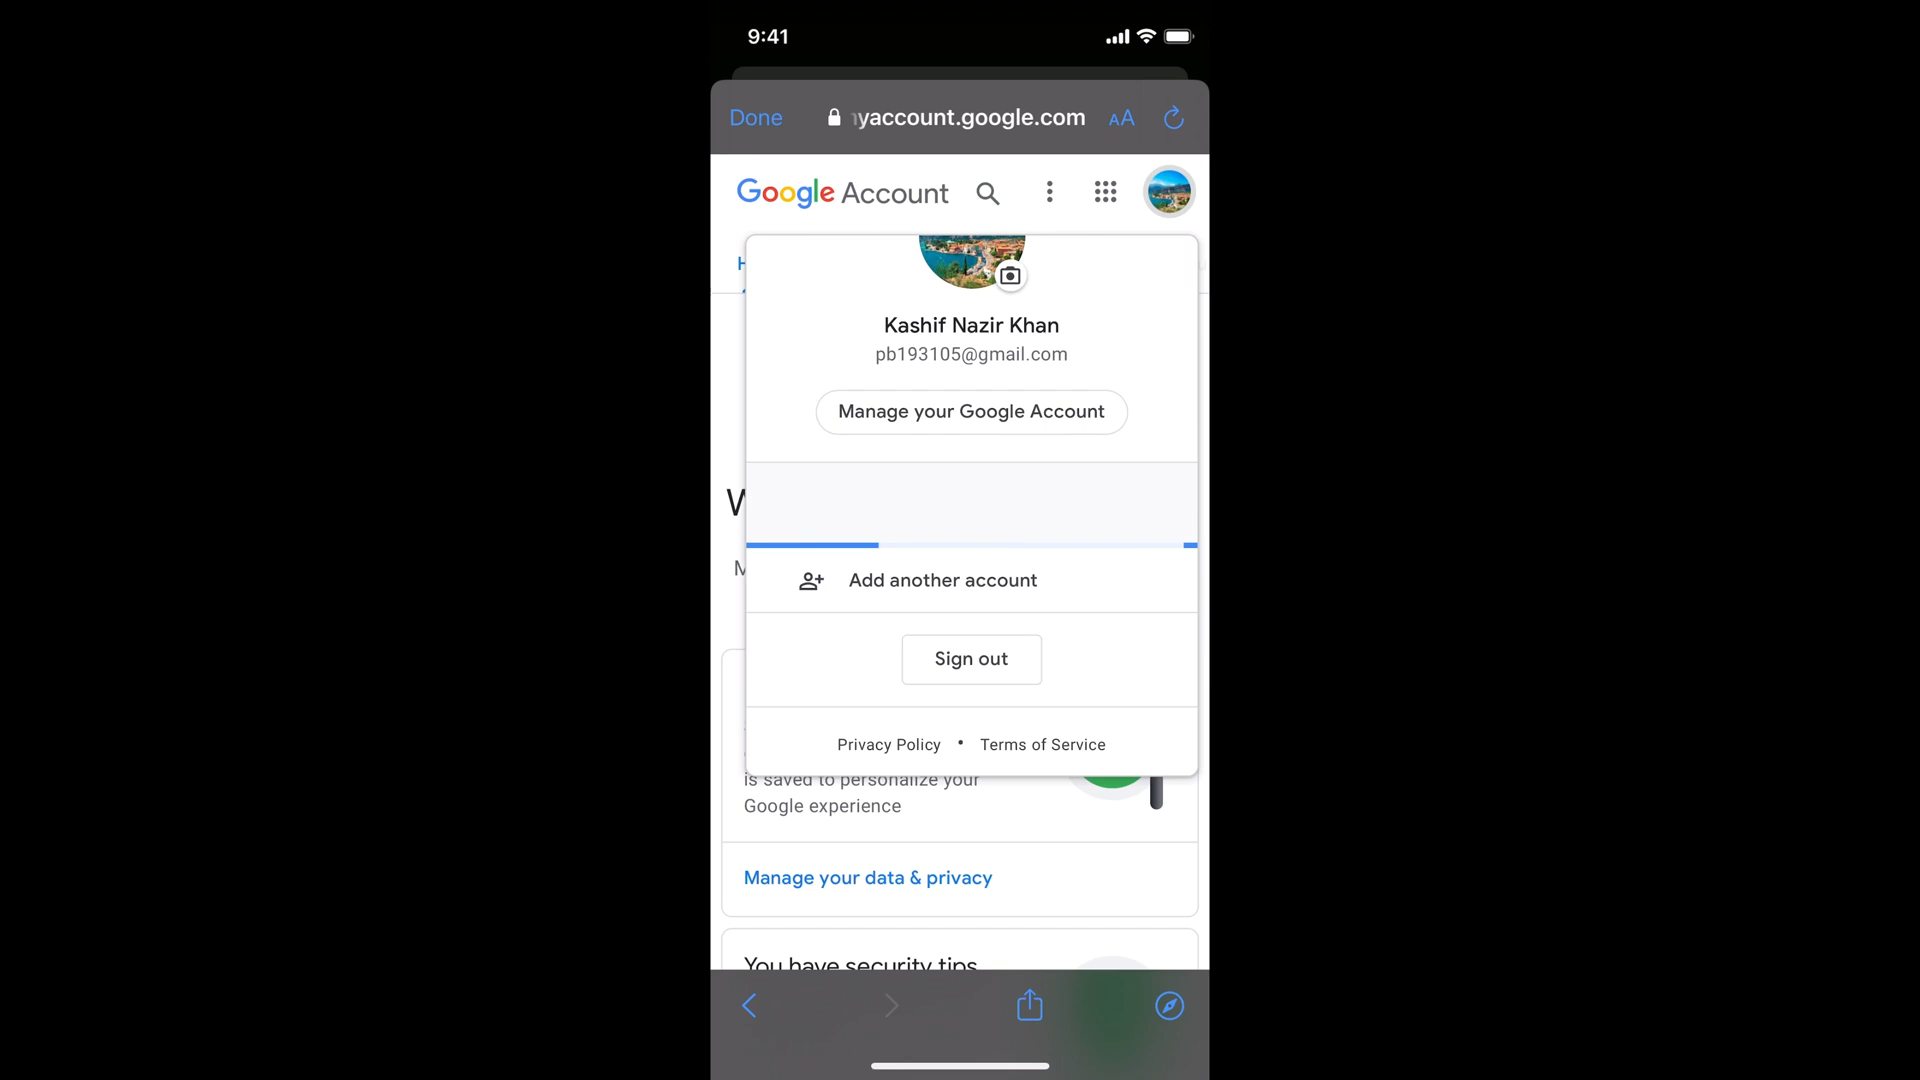 9:41
Done
yaccount.google.com
AA
Google Account
Kashif Nazir Khan
pb193105@gmail.com
Manage your Google Account
W
M
Add another account
Sign out
Privacy Policy • Terms of Service
is saved to personalize your
Google experience
Manage your data & privacy
You have security tips